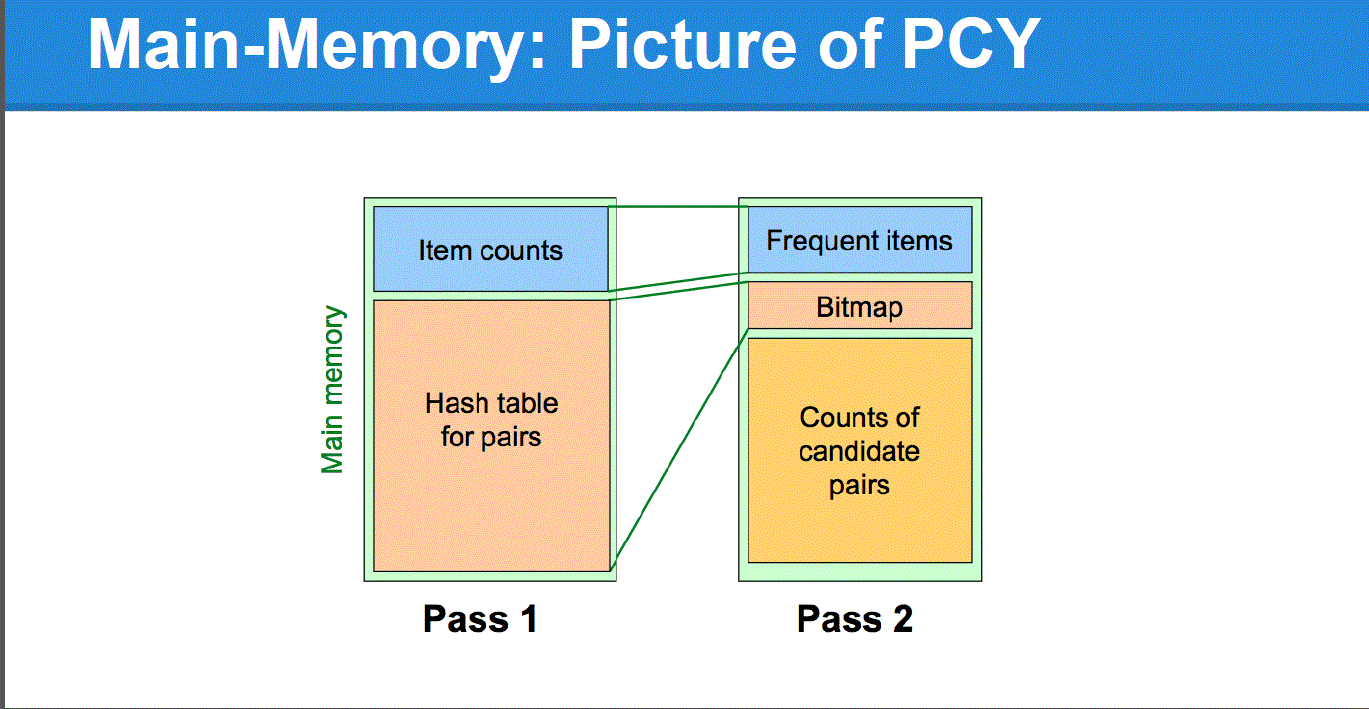 Main-Memory: Picture of PCY
Main memory
Item counts
Hash table
for pairs
Pass 1
Frequent items
Bitmap
Counts of
candidate
pairs
Pass 2